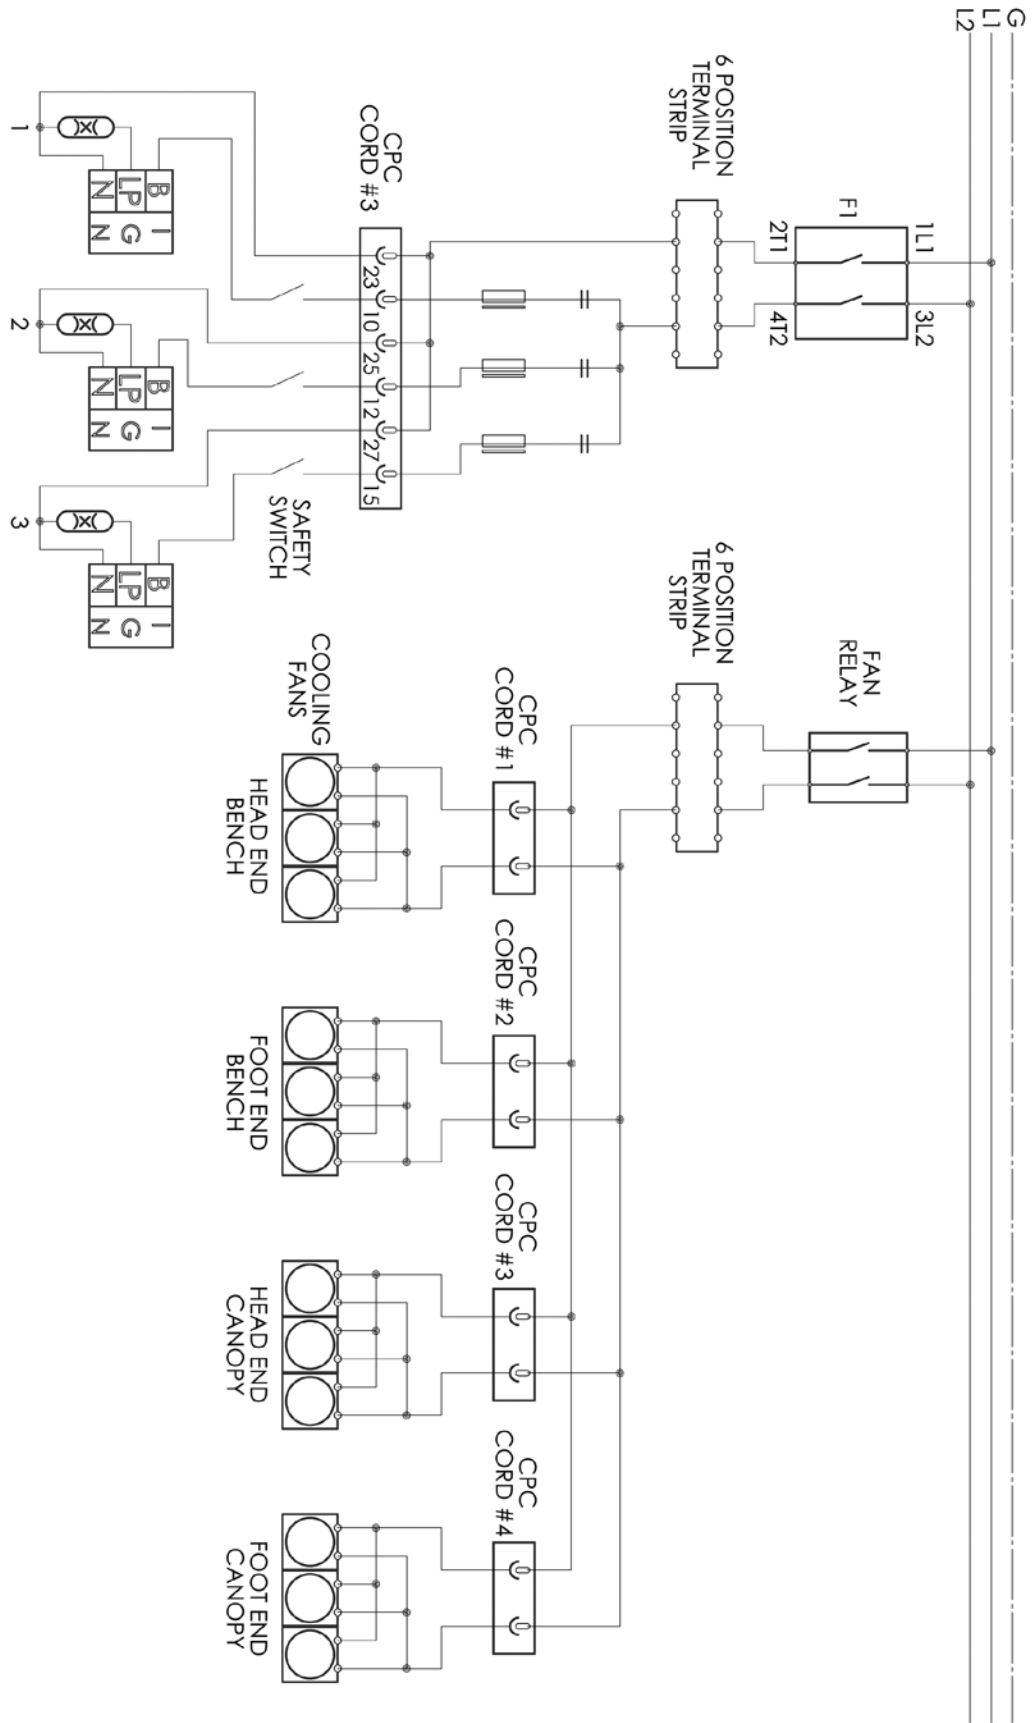 G
L1
L2
1L1
3L2
F1
2T1
4T2
6 POSITION
TERMINAL
STRIP
CPC
CORD #3
23
10
25
12
27
15
SAFETY
SWITCH
B
I
LP
G
N
N
1
B
I
LP
G
N
N
2
B
I
LP
G
N
N
3
FAN
RELAY
6 POSITION
TERMINAL
STRIP
CPC
CORD #1
CPC
CORD #2
CPC
CORD #3
CPC
CORD #4
COOLING
FANS
HEAD END
BENCH
FOOT END
BENCH
HEAD END
CANOPY
FOOT END
CANOPY